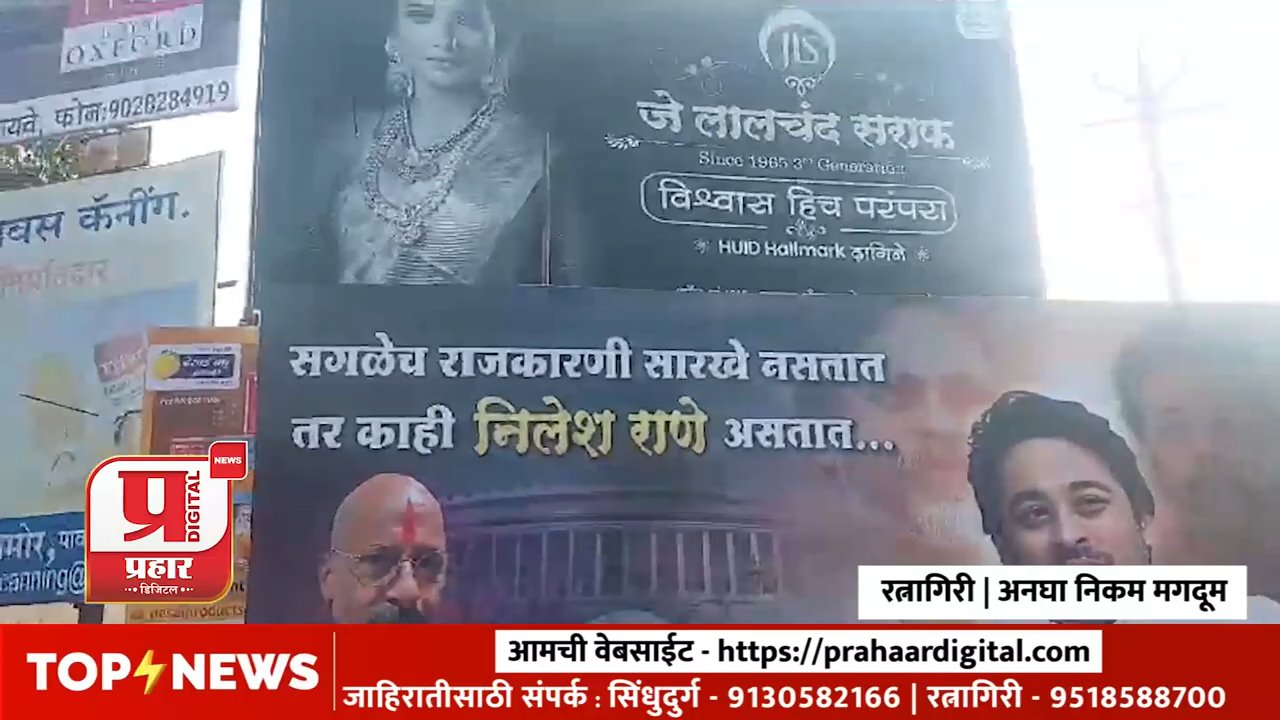 OXFORD
फोन:9028284919
JLS
जे लालचंद सराफ
Since 1965 3rd Generation
विश्वास हिच परंपरा
HUID Hallmark दागिने
कॅनींग.
सगळेच राजकारणी सारखे नसतात
तर काही निलेश राणे असतात...
NEWS
प्र
DIGITAL
प्रहार
डिजिटल
रत्नागिरी | अनघा निकम मगदूम
TOP NEWS
आमची वेबसाईट - https://prahaardigital.com
जाहिरातीसाठी संपर्क : सिंधुदुर्ग - 9130582166 | रत्नागिरी - 9518588700